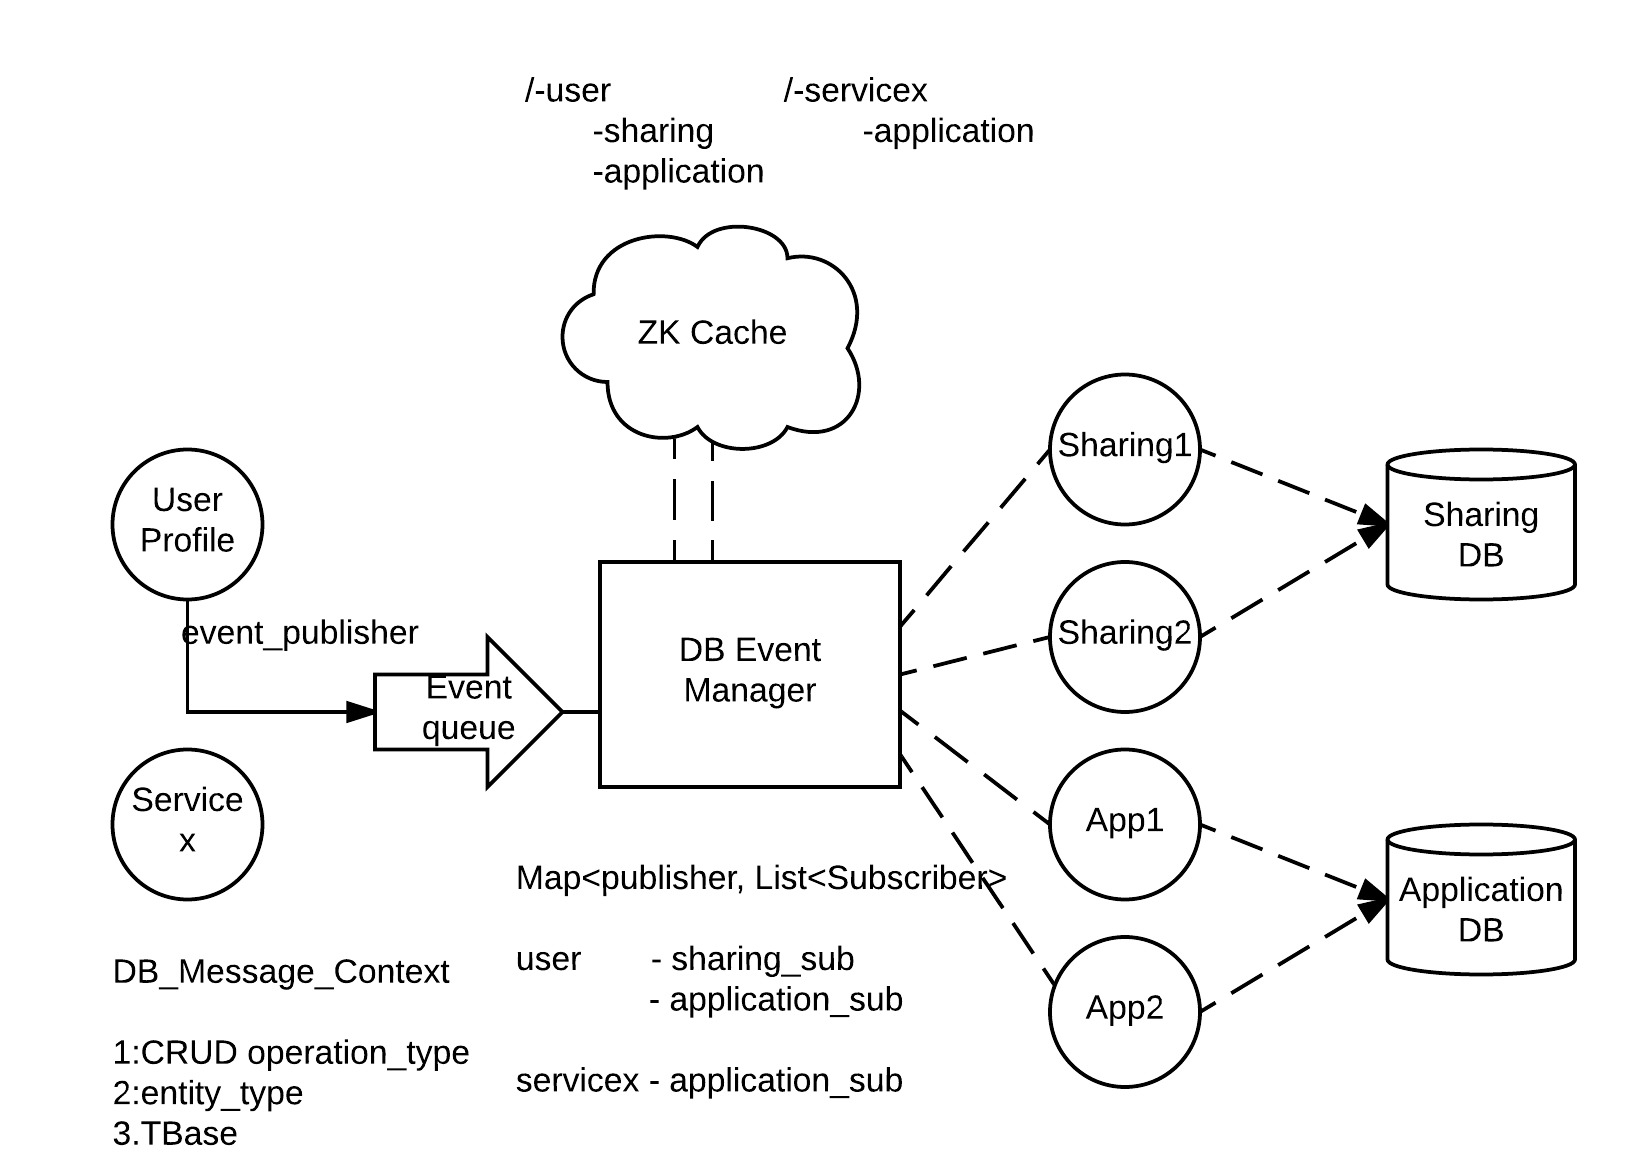 /-user
-sharing
-application
/-servicex
-application
ZK Cache
User
Profile
event_publisher
Event
queue
Service
x
DB Event
Manager
Sharing1
Sharing2
App1
App2
Sharing
DB
Application
DB
Map<publisher, List<Subscriber>
user - sharing_sub
- application_sub
servicex - application_sub
DB_Message_Context
1:CRUD operation_type
2:entity_type
3.TBase